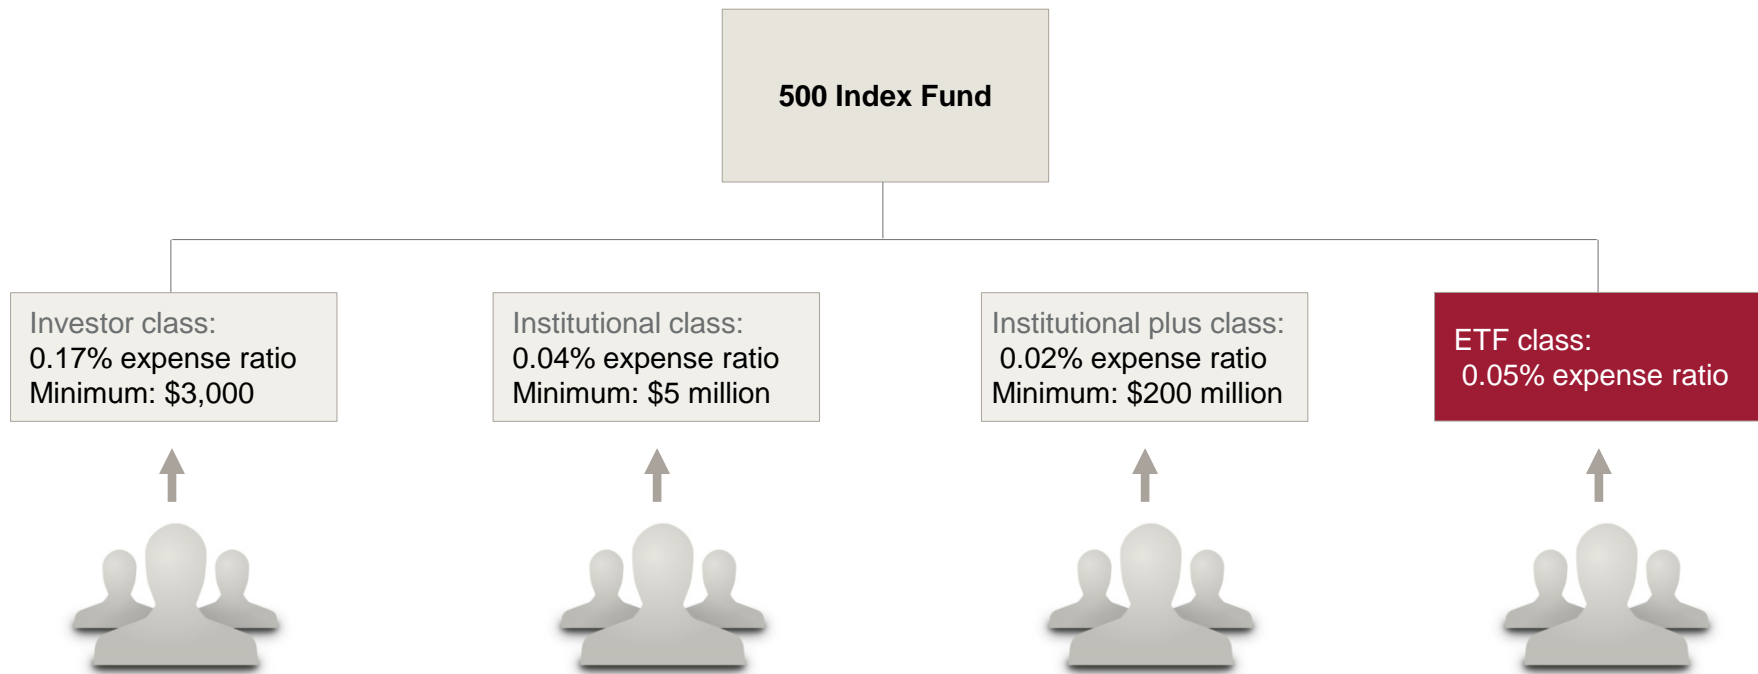 500 Index Fund
Investor class:
0.17% expense ratio
Minimum: $3,000
Institutional class:
0.04% expense ratio
Minimum: $5 million
Institutional plus class:
0.02% expense ratio
Minimum: $200 million
ETF class:
0.05% expense ratio